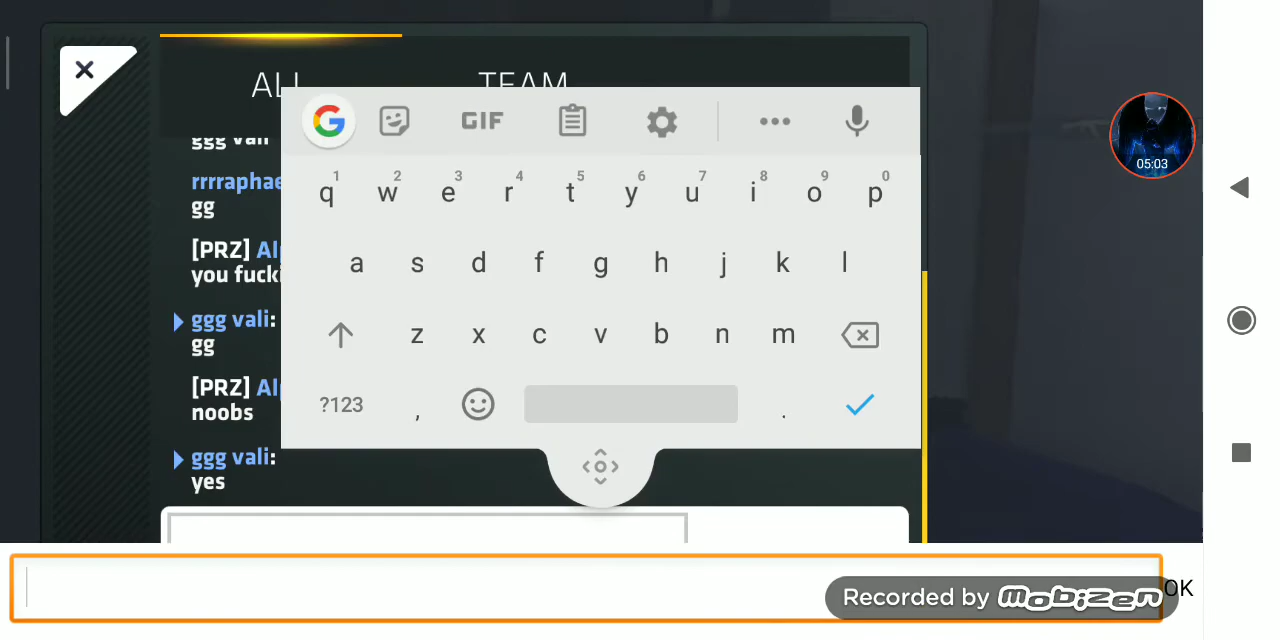 ALL TEAM
ggg vali
rrrraphae
gg
[PRZ] Al
you fucki
ggg vali:
gg
[PRZ] Al
noobs
ggg vali:
yes
GIF
1 2 3 4 5 6 7 8 9 0
q w e r t y u i o p
a s d f g h j k l
z x c v b n m
?123 , .
05:03
OK
Recorded by mobizen